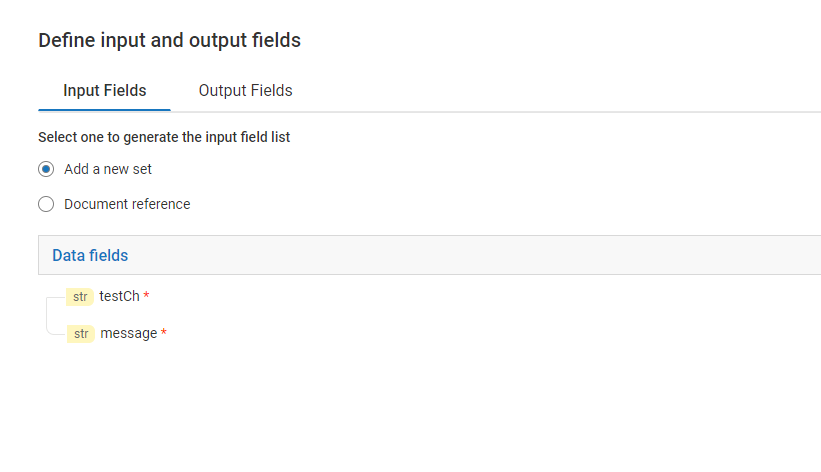 Define input and output fields
Input Fields Output Fields
Select one to generate the input field list
Add a new set
Document reference
Data fields
str testCh *
str message *